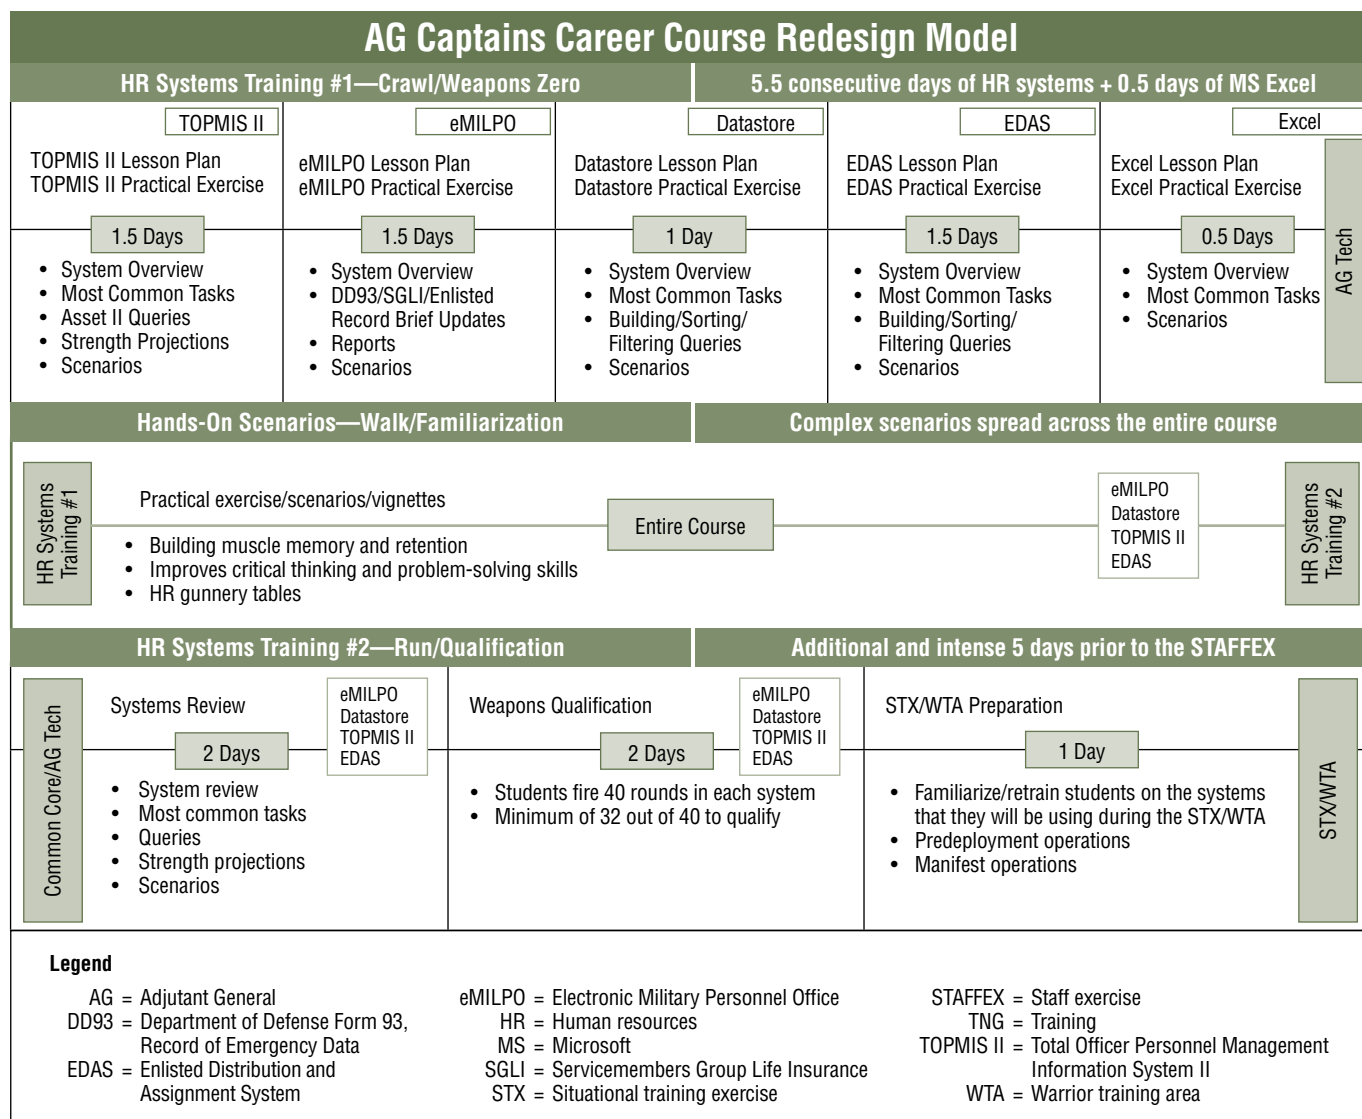 AG Captains Career Course Redesign Model
HR Systems Training #1—Crawl/Weapons Zero
5.5 consecutive days of HR systems + 0.5 days of MS Excel
TOPMIS II
TOPMIS II Lesson Plan
TOPMIS II Practical Exercise
1.5 Days
• System Overview
• Most Common Tasks
• Asset II Queries
• Strength Projections
• Scenarios
eMILPO
eMILPO Lesson Plan
eMILPO Practical Exercise
1.5 Days
• System Overview
• DD93/SGLI/Enlisted
Record Brief Updates
• Reports
• Scenarios
Datastore
Datastore Lesson Plan
Datastore Practical Exercise
1 Day
• System Overview
• Most Common Tasks
• Building/Sorting/
Filtering Queries
• Scenarios
EDAS
EDAS Lesson Plan
EDAS Practical Exercise
1.5 Days
• System Overview
• Most Common Tasks
• Building/Sorting/
Filtering Queries
• Scenarios
Excel
Excel Lesson Plan
Excel Practical Exercise
0.5 Days
• System Overview
• Most Common Tasks
• Scenarios
AG Tech
Hands-On Scenarios—Walk/Familiarization
Complex scenarios spread across the entire course
HR Systems
Training #1
Practical exercise/scenarios/vignettes
• Building muscle memory and retention
• Improves critical thinking and problem-solving skills
• HR gunnery tables
Entire Course
eMILPO
Datastore
TOPMIS II
EDAS
HR Systems
Training #2
HR Systems Training #2—Run/Qualification
Additional and intense 5 days prior to the STAFFEX
Common Core/AG Tech
Systems Review
eMILPO
Datastore
TOPMIS II
EDAS
2 Days
• System review
• Most common tasks
• Queries
• Strength projections
• Scenarios
Weapons Qualification
eMILPO
Datastore
TOPMIS II
EDAS
2 Days
• Students fire 40 rounds in each system
• Minimum of 32 out of 40 to qualify
STX/WTA Preparation
1 Day
• Familiarize/retrain students on the systems
that they will be using during the STX/WTA
• Predeployment operations
• Manifest operations
STX/WTA
Legend
AG = Adjutant General
DD93 = Department of Defense Form 93,
Record of Emergency Data
EDAS = Enlisted Distribution and
Assignment System
eMILPO = Electronic Military Personnel Office
HR = Human resources
MS = Microsoft
SGLI = Servicemembers Group Life Insurance
STX = Situational training exercise
STAFFEX = Staff exercise
TNG = Training
TOPMIS II = Total Officer Personnel Management
Information System II
WTA = Warrior training area